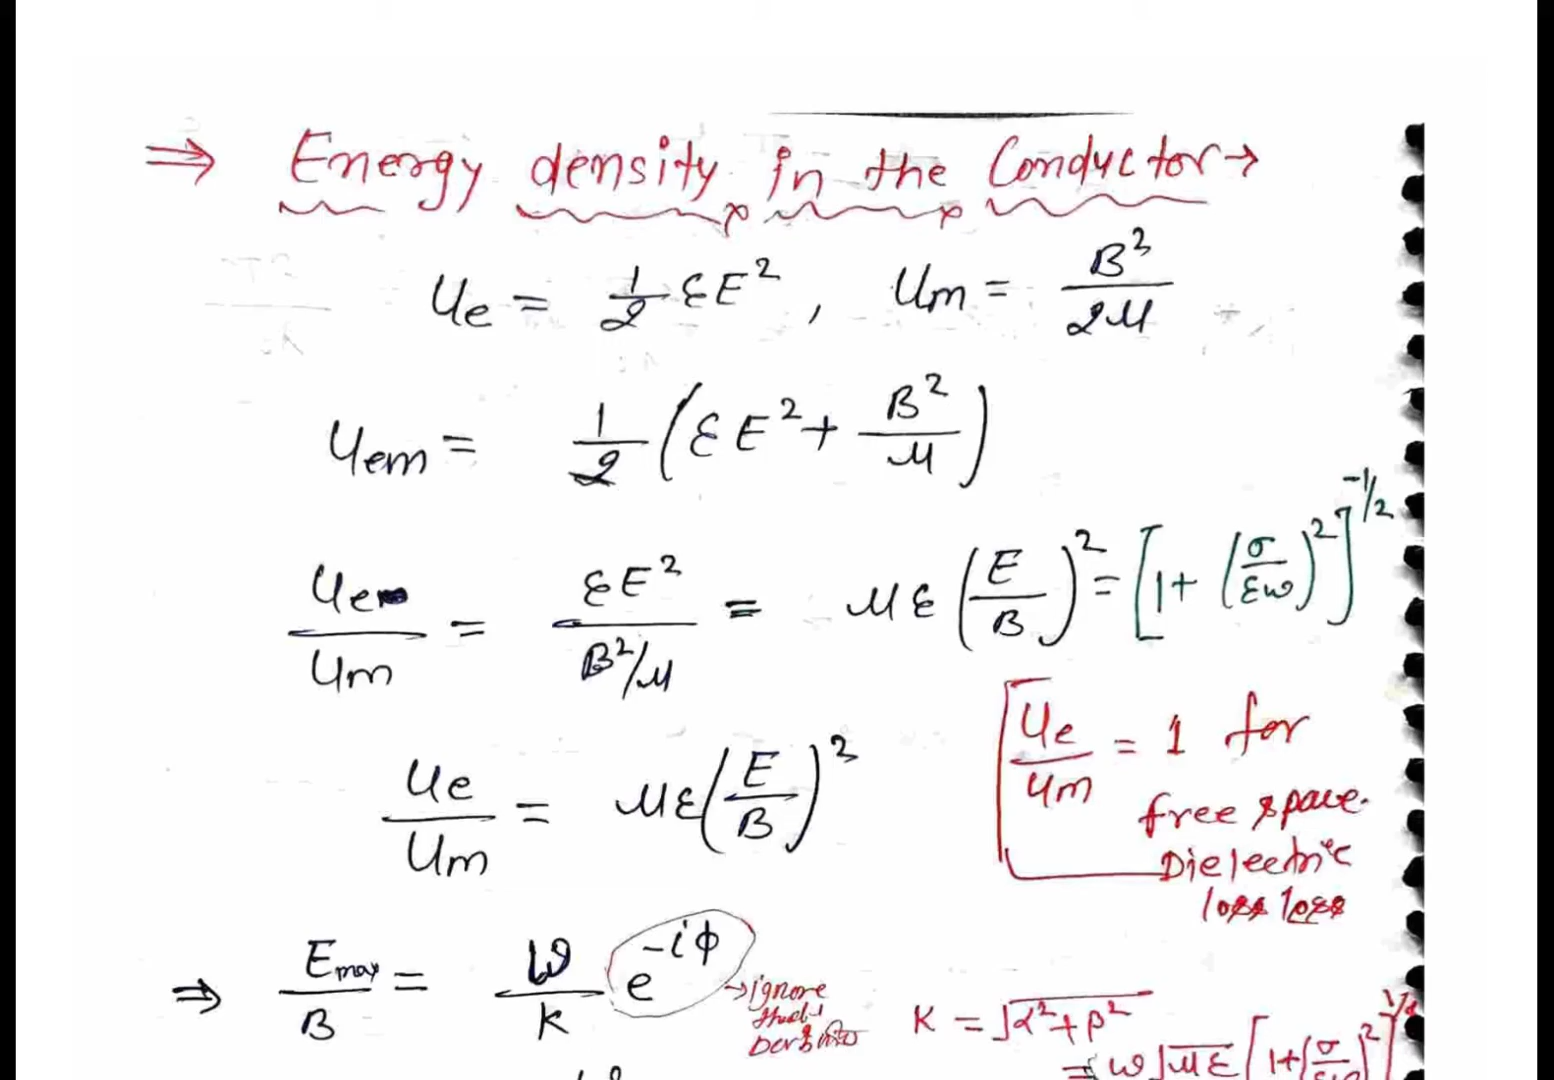 ⇒ Energy density in the Conductor →
Ue = 1/2 εE², Um = B²/2μ
Uem = 1/2 (εE² + B²/μ)
Ue/Um = εE²/(B²/μ) = με(E/B)² = [1 + (σ/εω)²]^-1/2
Ue/Um = με(E/B)²
Ue/Um = 1 for
free space
Dielectric
loss less
⇒ Emax/B = ω/k e^-iφ
→ ignore
K = √α²+β²
= ω√με [1+(σ/εω)²]